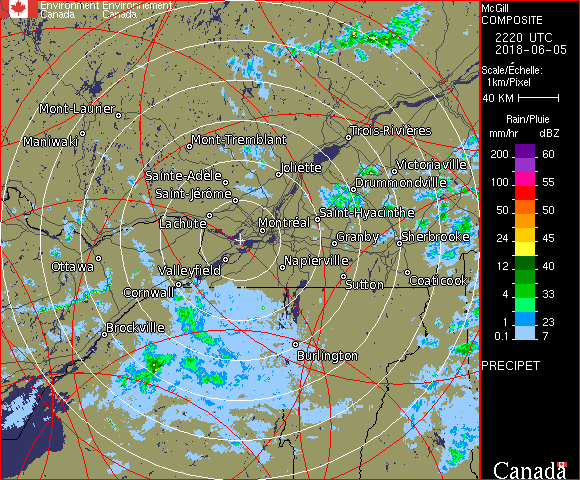 Environment Environnement
Canada Canada
McGill
COMPOSITE
2220 UTC
2018-06-05
Scale/Échelle:
1km/Pixel
40 KM
Rain/Pluie
mm/hr dBZ
200 60
100 55
50 50
24 45
12 40
4 33
1 23
0.1 7
PRECIPET
Canada
Mont-Laurier
Maniwaki
Mont-Tremblant
Trois-Rivières
Joliette
Victoriaville
Sainte-Adèle
Drummondville
Saint-Jérôme
Saint-Hyacinthe
Lachute
Montréal
Granby
Sherbrooke
Ottawa
Valleyfield
Napierville
Cornwall
Sutton
Coaticook
Brockville
Burlington